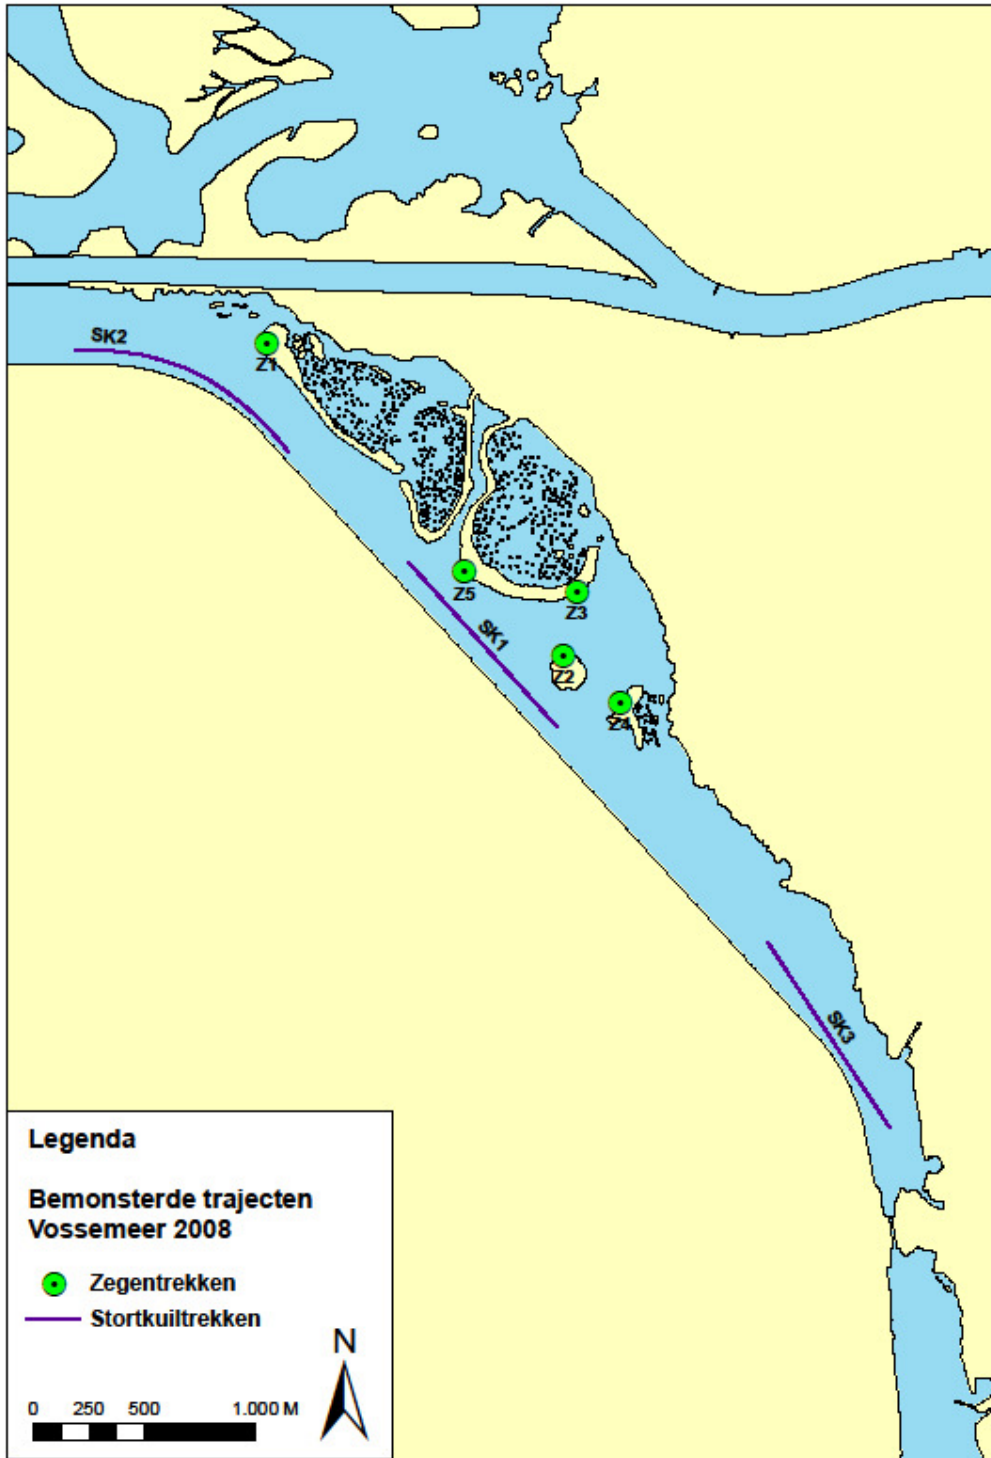 SK2
Z1
Z5
Z3
SK1
Z2
Z4
SK3
Legenda
Bemonsterde trajecten
Vossemeer 2008
Zegentrekken
Stortkuiltrekken
N
0 250 500 1.000 M